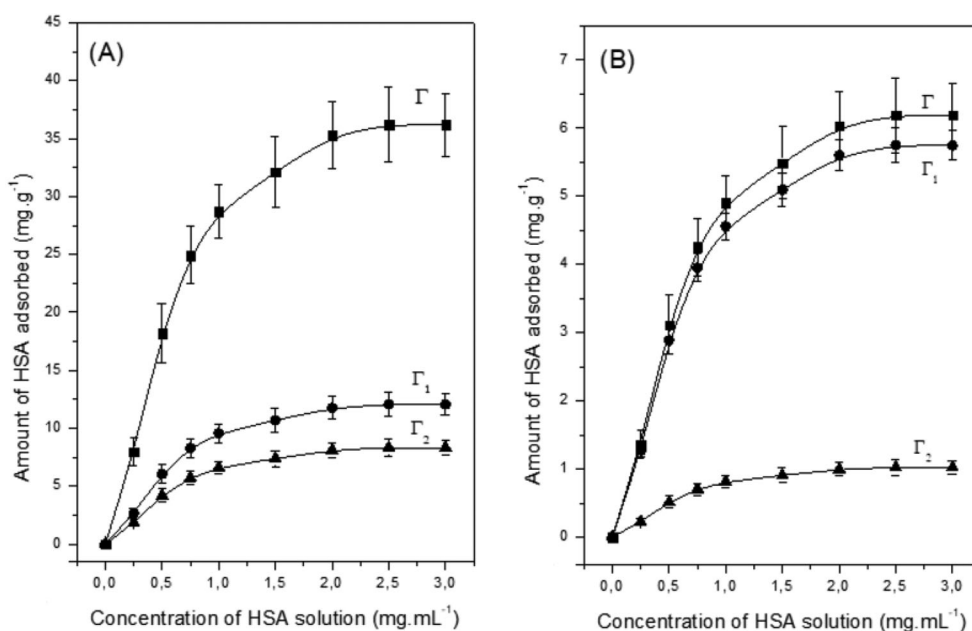 (A)
Amount of HSA adsorbed (mg.g⁻¹)
45
40
35
30
25
20
15
10
5
0
Γ
Γ₁
Γ₂
0,0 0,5 1,0 1,5 2,0 2,5 3,0
Concentration of HSA solution (mg.mL⁻¹)
(B)
Amount of HSA adsorbed (mg.g⁻¹)
7
6
5
4
3
2
1
0
Γ
Γ₁
Γ₂
0,0 0,5 1,0 1,5 2,0 2,5 3,0
Concentration of HSA solution (mg.mL⁻¹)